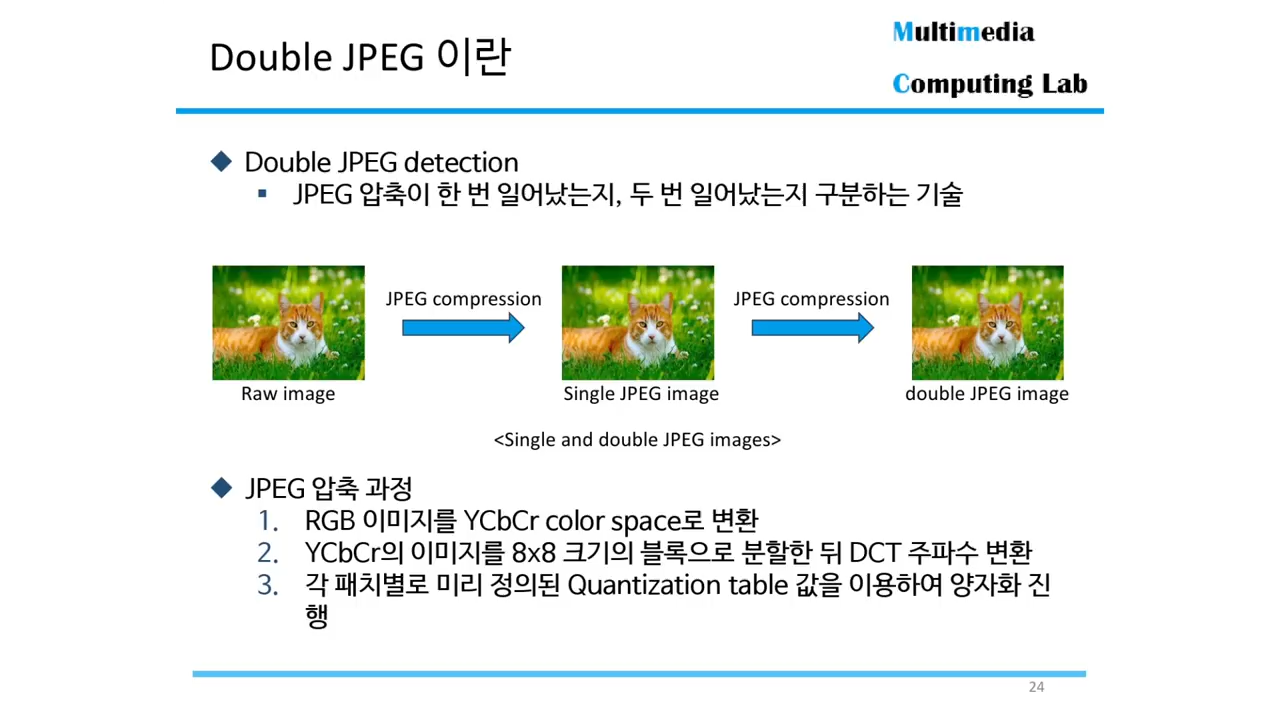 Double JPEG 이란
Multimedia
Computing Lab
Double JPEG detection
JPEG 압축이 한 번 일어났는지, 두 번 일어났는지 구분하는 기술
JPEG compression
JPEG compression
Raw image
Single JPEG image
double JPEG image
<Single and double JPEG images>
JPEG 압축 과정
1. RGB 이미지를 YCbCr color space로 변환
2. YCbCr의 이미지를 8x8 크기의 블록으로 분할한 뒤 DCT 주파수 변환
3. 각 패치별로 미리 정의된 Quantization table 값을 이용하여 양자화 진
행
24